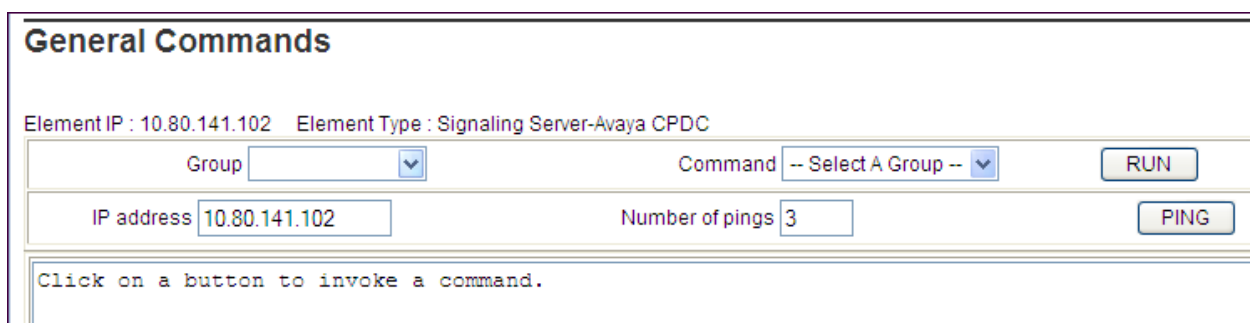 General Commands
Element IP : 10.80.141.102 Element Type : Signaling Server-Avaya CPDC
Group Command -- Select A Group -- RUN
IP address 10.80.141.102 Number of pings 3 PING
Click on a button to invoke a command.